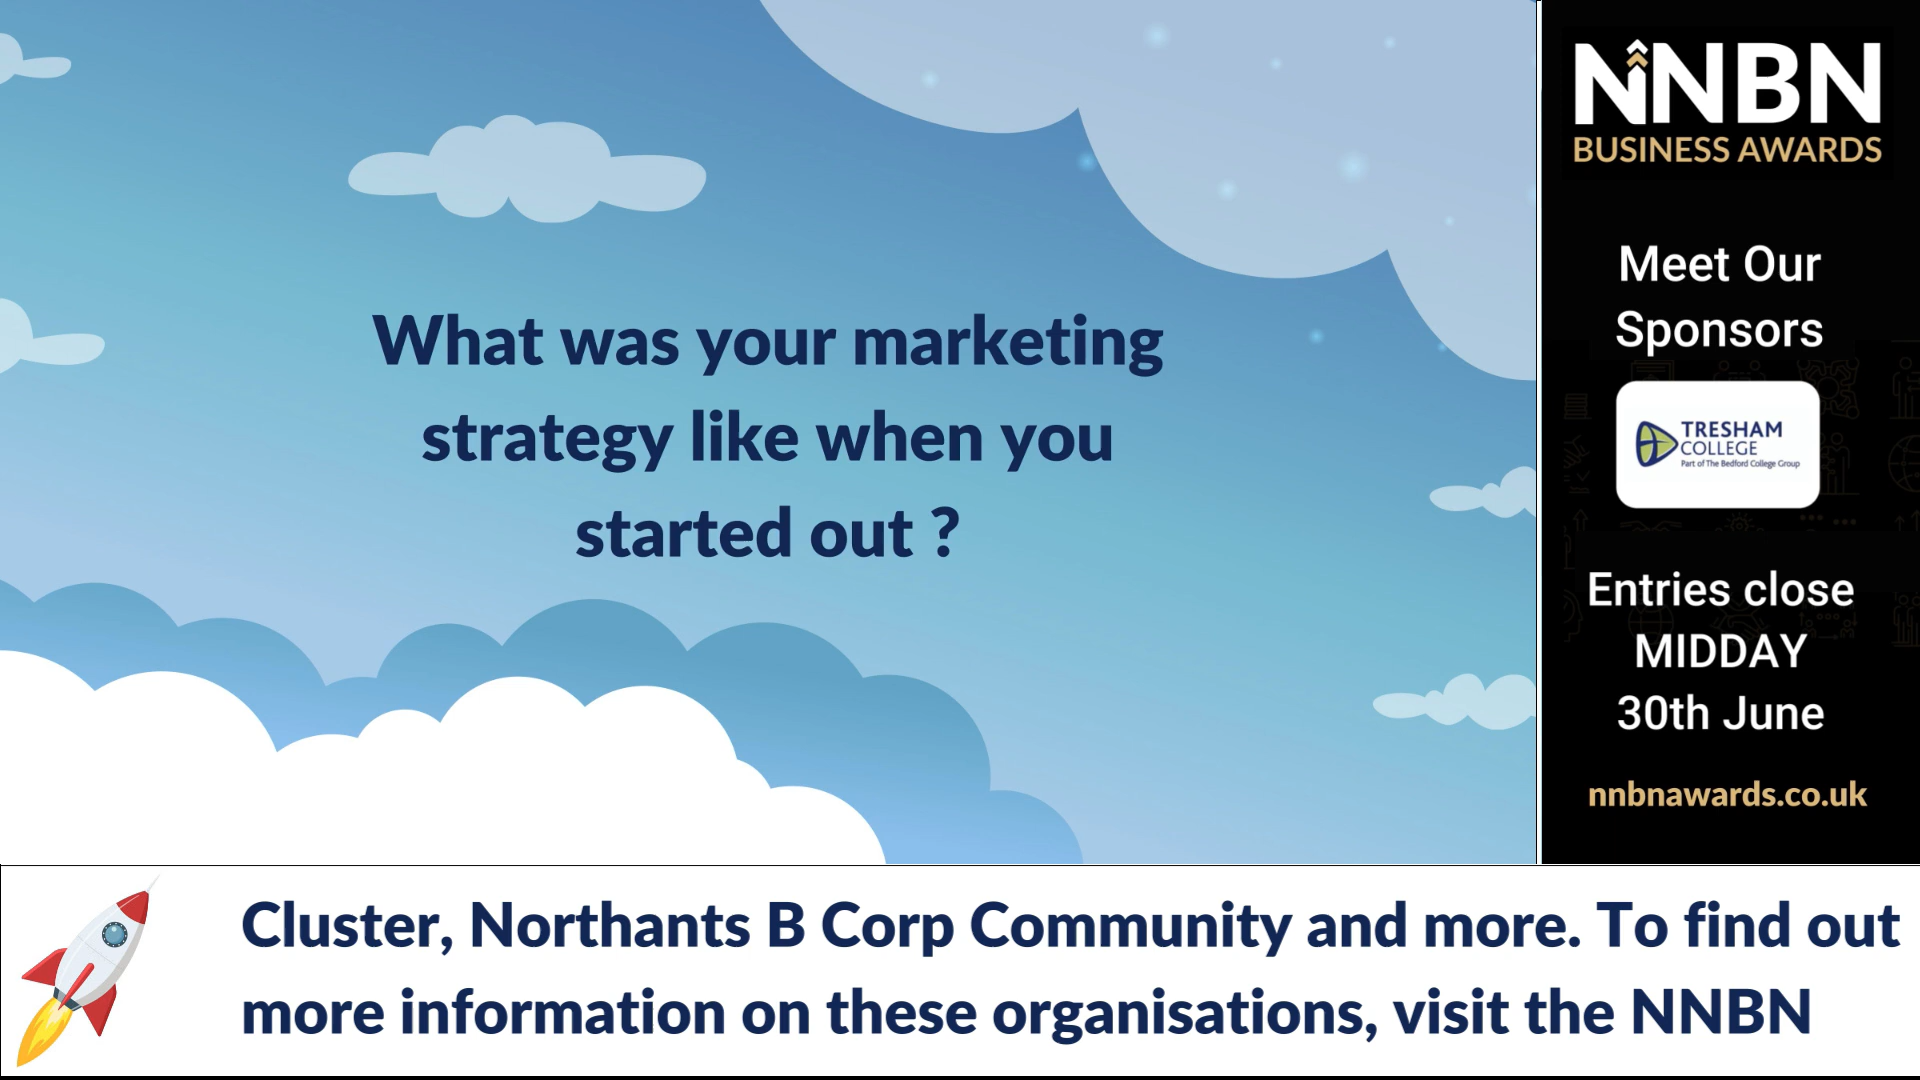 What was your marketing
strategy like when you
started out ?
NNBN
BUSINESS AWARDS
Meet Our
Sponsors
TRESHAM
COLLEGE
Part of The Bedford College Group
Entries close
MIDDAY
30th June
nnbnawards.co.uk
Cluster, Northants B Corp Community and more. To find out
more information on these organisations, visit the NNBN